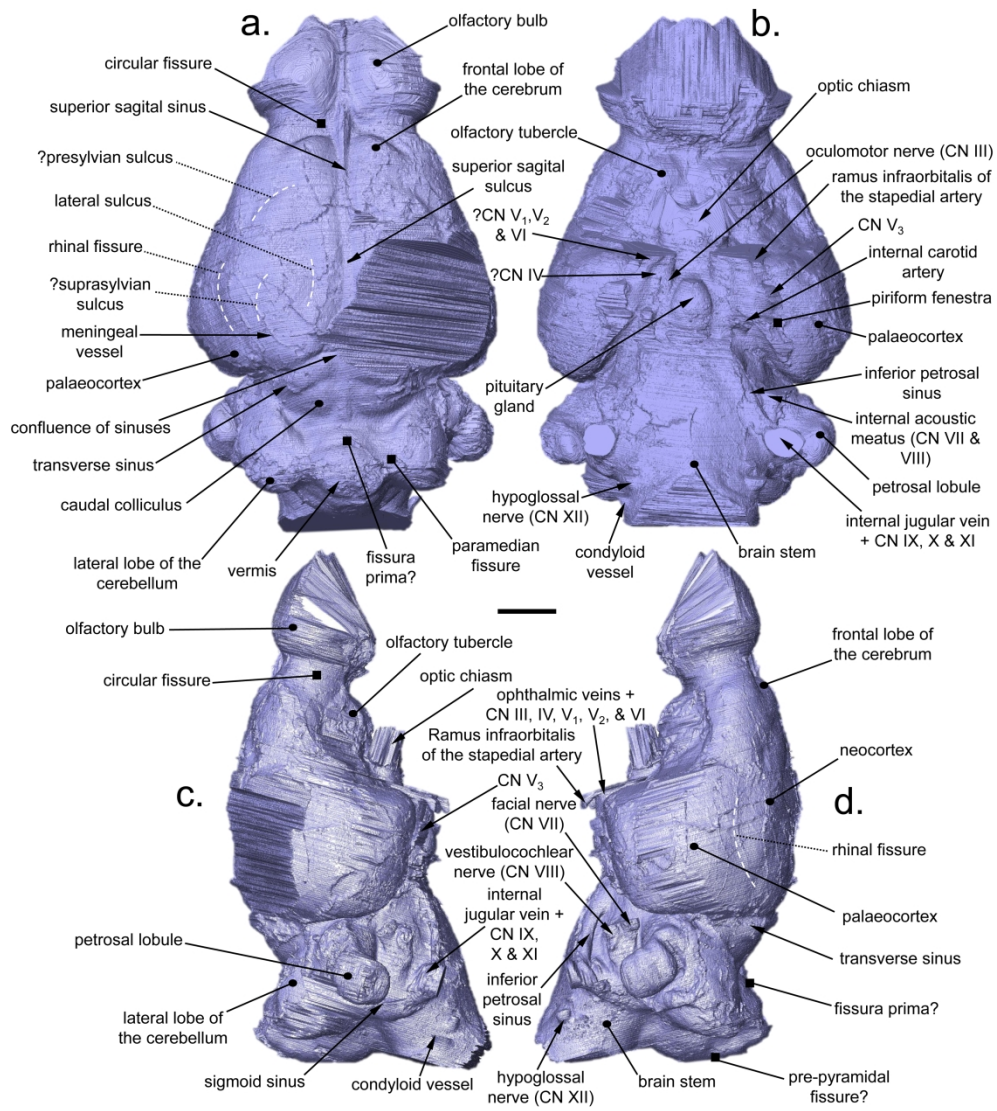 a.
olfactory bulb
circular fissure
frontal lobe of
the cerebrum
superior sagital sinus
?presylvian sulcus
superior sagital
sulcus
lateral sulcus
rhinal fissure
?suprasylvian
sulcus
meningeal
vessel
palaeocortex
confluence of sinuses
transverse sinus
caudal colliculus
lateral lobe of the
cerebellum
vermis
fissura
prima?
paramedian
fissure
b.
optic chiasm
olfactory tubercle
oculomotor nerve (CN III)
ramus infraorbitalis of
the stapedial artery
?CN V1,V2
& VI
CN V3
?CN IV
internal carotid
artery
piriform fenestra
palaeocortex
pituitary
gland
inferior petrosal
sinus
internal acoustic
meatus (CN VII &
VIII)
petrosal lobule
hypoglossal
nerve (CN XII)
internal jugular vein
+ CN IX, X & XI
condyloid
vessel
brain stem
olfactory bulb
olfactory tubercle
circular fissure
optic chiasm
c.
ophthalmic veins +
CN III, IV, V1, V2, & VI
Ramus infraorbitalis
of the stapedial artery
CN V3
facial nerve
(CN VII)
vestibulocochlear
nerve (CN VIII)
internal
jugular vein +
CN IX,
X & XI
petrosal lobule
lateral lobe of
the cerebellum
inferior
petrosal
sinus
sigmoid sinus
condyloid vessel
hypoglossal
nerve (CN XII)
brain stem
frontal lobe of
the cerebrum
neocortex
d.
rhinal fissure
palaeocortex
transverse sinus
fissura prima?
pre-pyramidal
fissure?